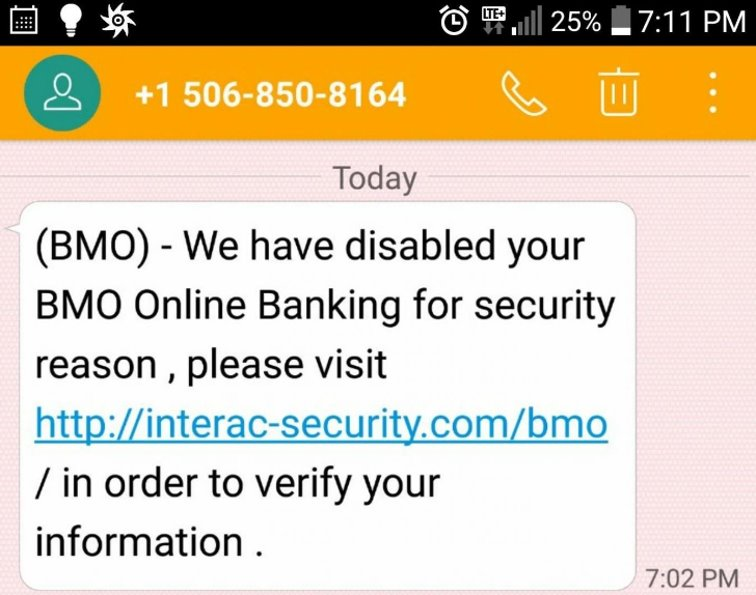 25% 7:11 PM
+1 506-850-8164
Today
(BMO) - We have disabled your
BMO Online Banking for security
reason , please visit
http://interac-security.com/bmo
/ in order to verify your
information .
7:02 PM